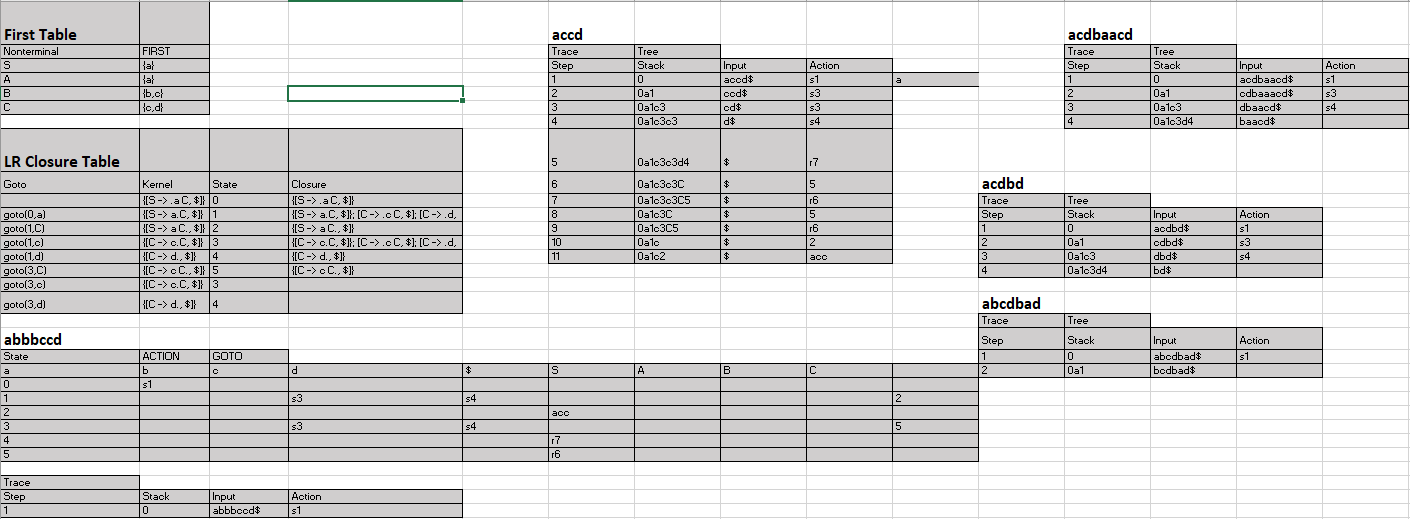 First Table
Nonterminal FIRST
S {a}
A {a}
B {b,c}
C {c,d}
LR Closure Table
Goto Kernel State Closure
{[S -> .a C, $]} 0 {[S -> .a C, $]}
goto(0,a) {[S -> a.C, $]} 1 {[S -> a.C, $]; [C -> .c C, $]; [C -> .d,
goto(1,C) {[S -> a C., $]} 2 {[S -> a C., $]}
goto(1,c) {[C -> c.C, $]} 3 {[C -> c.C, $]; [C -> .c C, $]; [C -> .d,
goto(1,d) {[C -> d., $]} 4 {[C -> d., $]}
goto(3,C) {[C -> c C., $]} 5 {[C -> c C., $]}
goto(3,c) {[C -> c.C, $]} 3
goto(3,d) {[C -> d., $]} 4
abbbccd
State ACTION GOTO
a b c d $ S A B C
0 s1
1 s3 s4 2
2 acc
3 s3 s4 5
4 r7
5 r6
Trace
Step Stack Input Action
1 0 abbbccd$ s1
accd
Trace Tree
Step Stack Input Action
1 0 accd$ s1 a
2 0a1 ccd$ s3
3 0a1c3 cd$ s3
4 0a1c3c3 d$ s4
5 0a1c3c3d4 $ r7
6 0a1c3c3C $ 5
7 0a1c3c3C5 $ r6
8 0a1c3C $ 5
9 0a1c3C5 $ r6
10 0a1c $ 2
11 0a1c2 $ acc
acdbaacd
Trace Tree
Step Stack Input Action
1 0 acdbaacd$ s1
2 0a1 cdbaaacd$ s3
3 0a1c3 dbaacd$ s4
4 0a1c3d4 baacd$
acdbd
Trace Tree
Step Stack Input Action
1 0 acdbd$ s1
2 0a1 cdbd$ s3
3 0a1c3 dbd$ s4
4 0a1c3d4 bd$
abcdbad
Trace Tree
Step Stack Input Action
1 0 abcdbad$ s1
2 0a1 bcdbad$